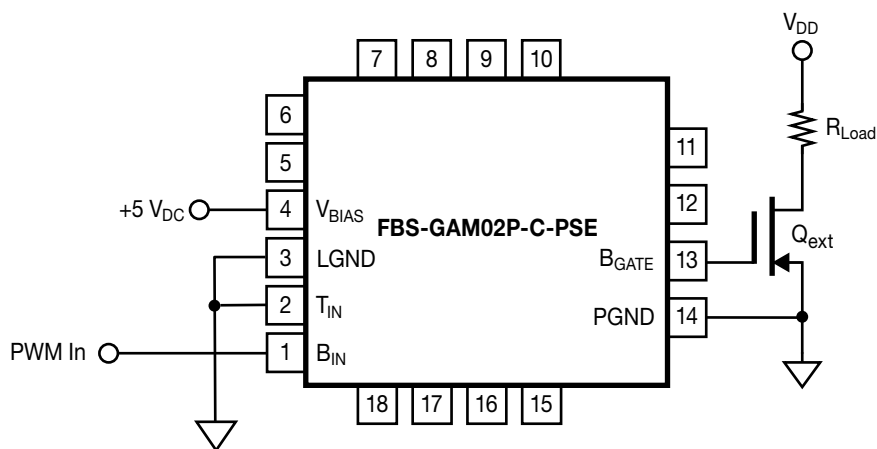 V_DD
7 8 9 10
6
R_Load
11
5
12
+5 V_DC 4 V_BIAS
FBS-GAM02P-C-PSE
Q_ext
3 LGND
B_GATE 13
2 T_IN
PGND 14
PWM In 1 B_IN
18 17 16 15